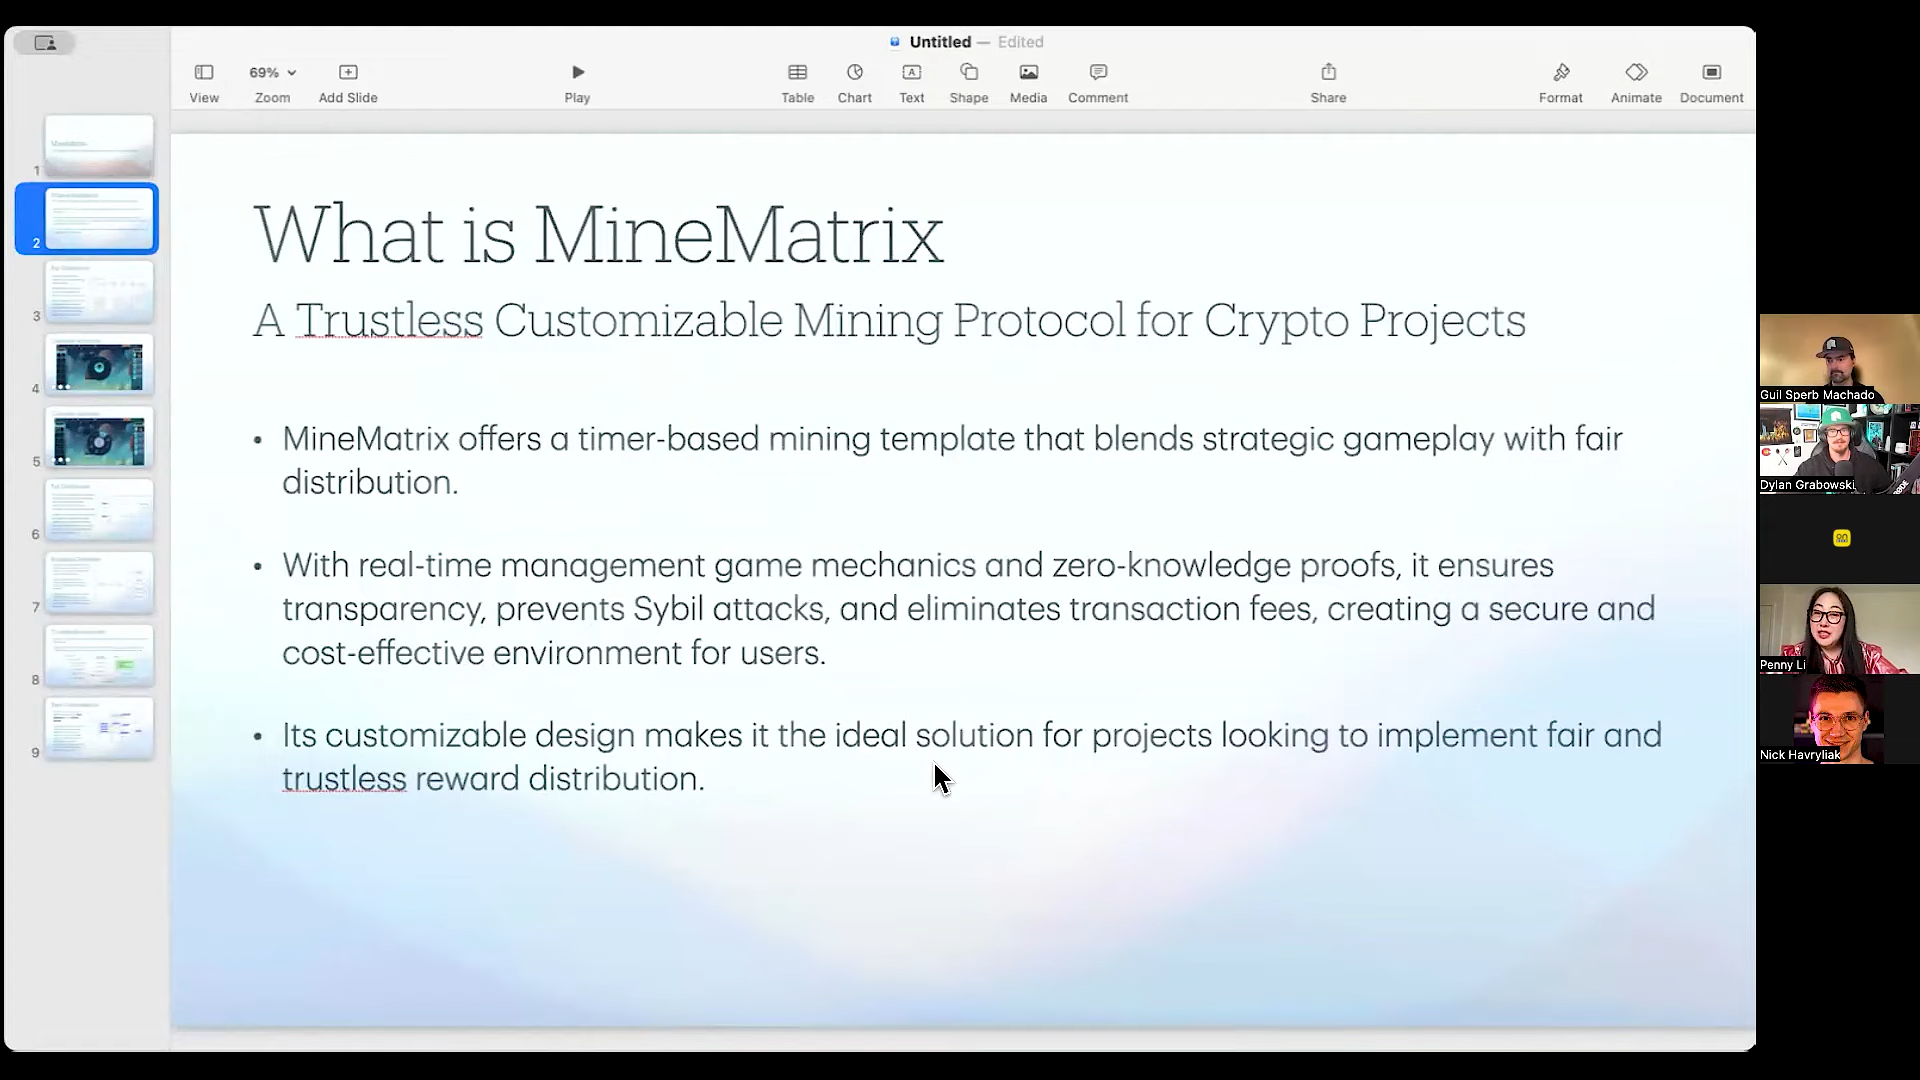 Untitled — Edited
View
69%
Zoom
Add Slide
Play
Table
Chart
Text
Shape
Media
Comment
Share
Format
Animate
Document
1
2
3
4
5
6
7
8
9
What is MineMatrix
A Trustless Customizable Mining Protocol for Crypto Projects
• MineMatrix offers a timer-based mining template that blends strategic gameplay with fair
distribution.
• With real-time management game mechanics and zero-knowledge proofs, it ensures
transparency, prevents Sybil attacks, and eliminates transaction fees, creating a secure and
cost-effective environment for users.
• Its customizable design makes it the ideal solution for projects looking to implement fair and
trustless reward distribution.
Guil Sperb Machado
Dylan Grabowski
Penny Li
Nick Havryliak